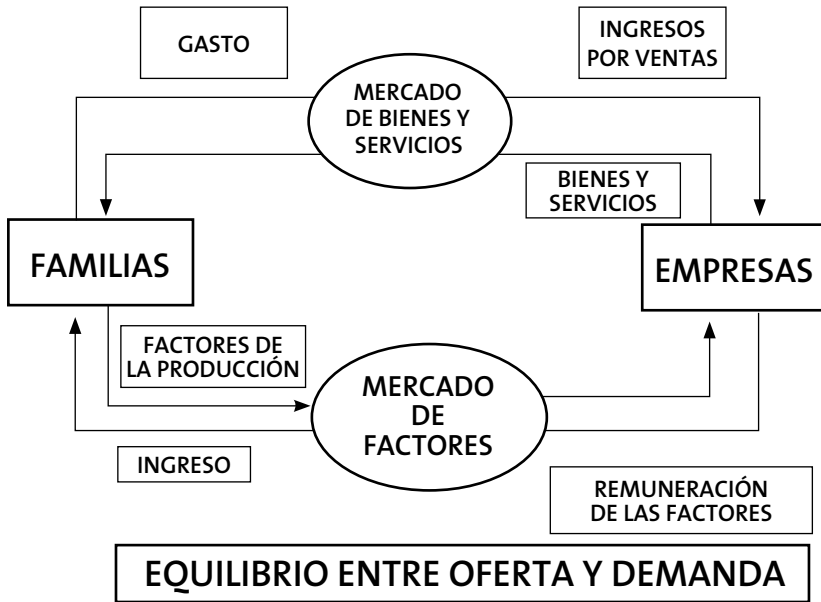 GASTO
INGRESOS
POR VENTAS
MERCADO
DE BIENES Y
SERVICIOS
BIENES Y
SERVICIOS
FAMILIAS
EMPRESAS
FACTORES DE
LA PRODUCCIÓN
MERCADO
DE
FACTORES
INGRESO
REMUNERACIÓN
DE LAS FACTORES
EQUILIBRIO ENTRE OFERTA Y DEMANDA